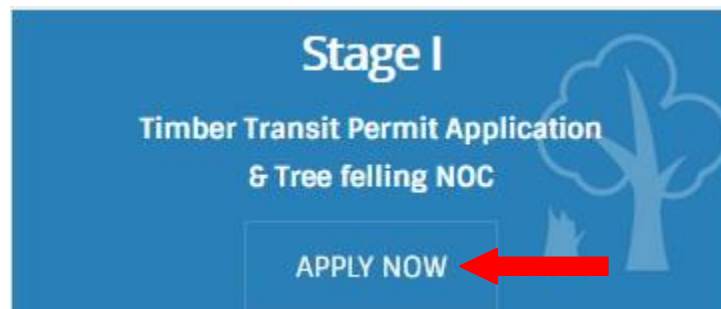 Stage I
Timber Transit Permit Application
& Tree felling NOC
APPLY NOW